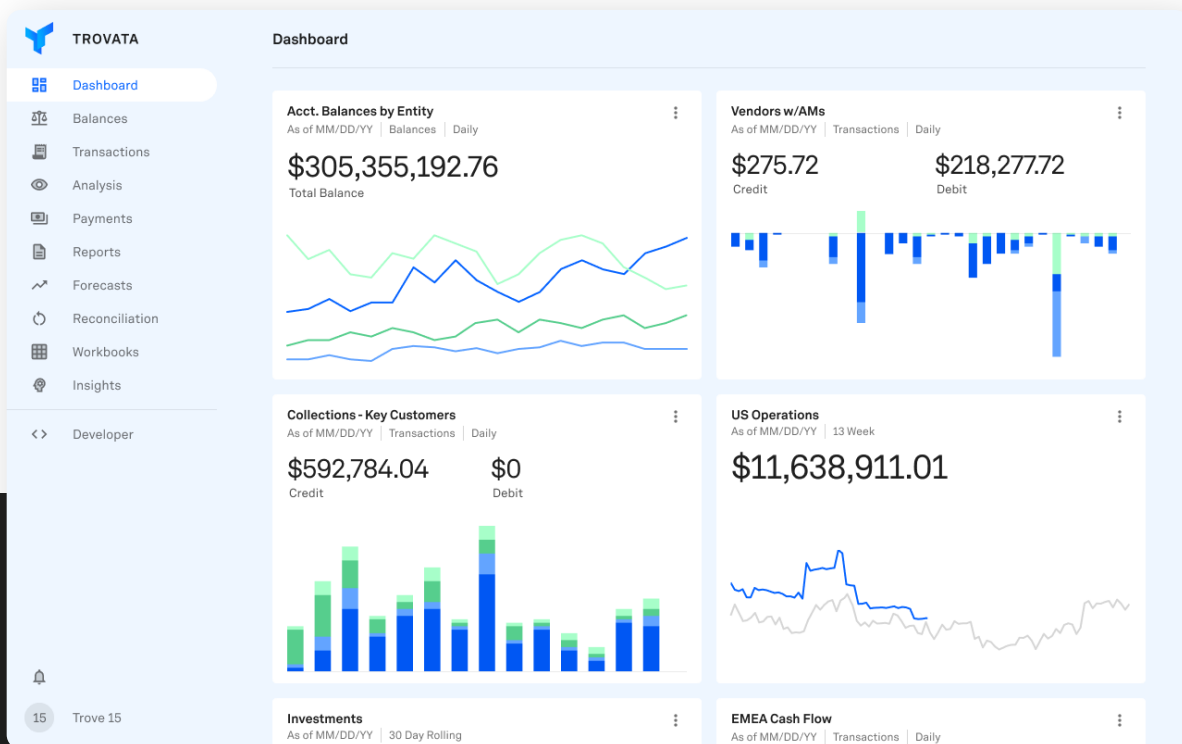 TROVATA
Dashboard
Balances
Transactions
Analysis
Payments
Reports
Forecasts
Reconciliation
Workbooks
Insights
Developer
15 Trove 15
Dashboard
Acct. Balances by Entity
As of MM/DD/YY Balances Daily
$305,355,192.76
Total Balance
Vendors w/AMs
As of MM/DD/YY Transactions Daily
$275.72 $218,277.72
Credit Debit
Collections - Key Customers
As of MM/DD/YY Transactions Daily
$592,784.04 $0
Credit Debit
US Operations
As of MM/DD/YY 13 Week
$11,638,911.01
Investments
As of MM/DD/YY 30 Day Rolling
EMEA Cash Flow
As of MM/DD/YY Transactions Daily